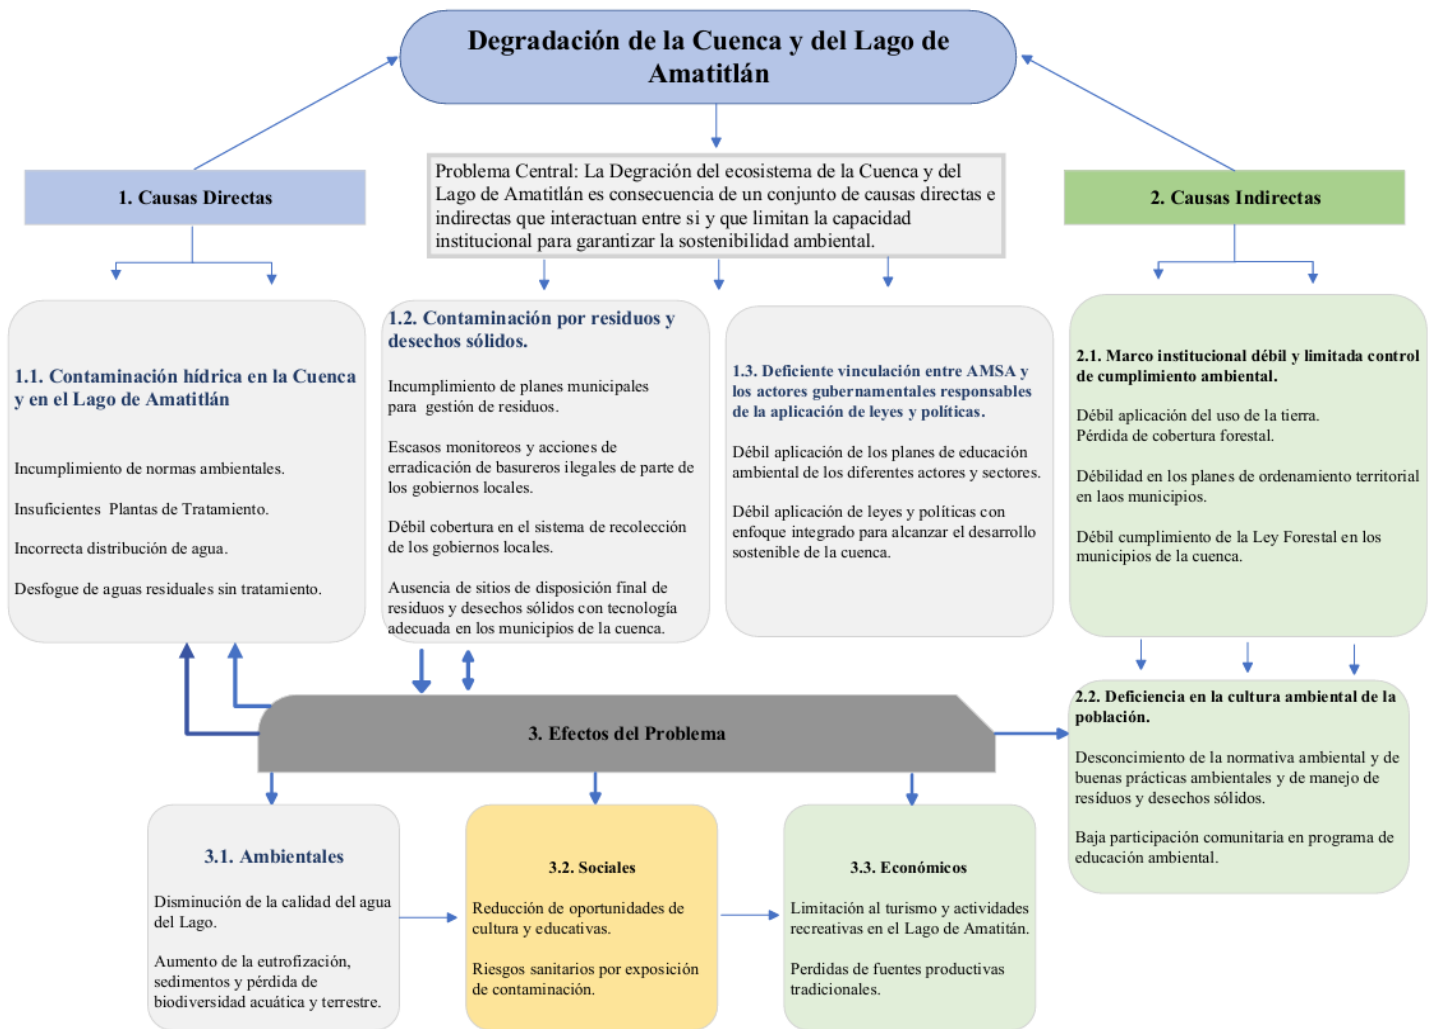 Degradación de la Cuenca y del Lago de
Amatitlán
1. Causas Directas
Problema Central: La Degración del ecosistema de la Cuenca y del
Lago de Amatitlán es consecuencia de un conjunto de causas directas e
indirectas que interactuan entre si y que limitan la capacidad
institucional para garantizar la sostenibilidad ambiental.
2. Causas Indirectas
1.1. Contaminación hídrica en la Cuenca
y en el Lago de Amatitlán
Incumplimiento de normas ambientales.
Insuficientes Plantas de Tratamiento.
Incorrecta distribución de agua.
Desfogue de aguas residuales sin tratamiento.
1.2. Contaminación por residuos y
desechos sólidos.
Incumplimiento de planes municipales
para gestión de residuos.
Escasos monitoreos y acciones de
erradicación de basureros ilegales de parte de
los gobiernos locales.
Débil cobertura en el sistema de recolección
de los gobiernos locales.
Ausencia de sitios de disposición final de
residuos y desechos sólidos con tecnología
adecuada en los municipios de la cuenca.
1.3. Deficiente vinculación entre AMSA y
los actores gubernamentales responsables
de la aplicación de leyes y políticas.
Débil aplicación de los planes de educación
ambiental de los diferentes actores y sectores.
Débil aplicación de leyes y políticas con
enfoque integrado para alcanzar el desarrollo
sostenible de la cuenca.
2.1. Marco institucional débil y limitada control
de cumplimiento ambiental.
Débil aplicación del uso de la tierra.
Pérdida de cobertura forestal.
Débilidad en los planes de ordenamiento territorial
en laos municipios.
Débil cumplimiento de la Ley Forestal en los
municipios de la cuenca.
2.2. Deficiencia en la cultura ambiental de la
población.
Desconcimiento de la normativa ambiental y de
buenas prácticas ambientales y de manejo de
resíduos y desechos sólidos.
Baja participación comunitaria en programa de
educación ambiental.
3. Efectos del Problema
3.1. Ambientales
Disminución de la calidad del agua
del Lago.
Aumento de la eutrofización,
sedimentos y pérdida de
biodiversidad acuática y terrestre.
3.2. Sociales
Reducción de oportunidades de
cultura y educativas.
Riesgos sanitarios por exposición
de contaminación.
3.3. Económicos
Limitación al turismo y actividades
recreativas en el Lago de Amatitán.
Perdidas de fuentes productivas
tradicionales.